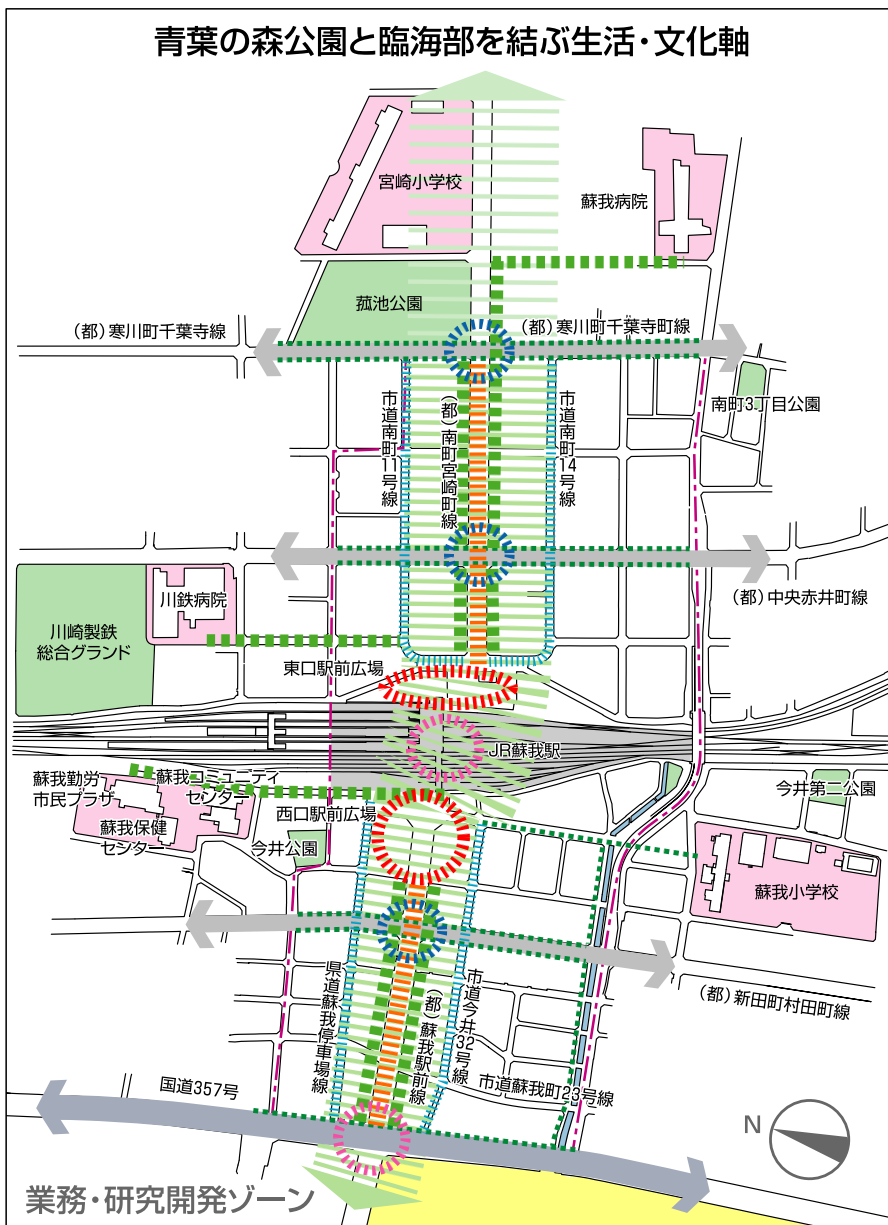 青葉の森公園と臨海部を結ぶ生活・文化軸
宮崎小学校
蘇我病院
菰池公園
(都)寒川町千葉寺線
(都)寒川町千葉寺町線
南町3丁目公園
市道南町11号線
(都)南町宮崎町線
市道南町14号線
(都)中央赤井町線
川鉄病院
川崎製鉄
総合グランド
東口駅前広場
JR蘇我駅
蘇我勤労
市民プラザ
蘇我コミュニティ
センター
蘇我保健
センター
西口駅前広場
今井公園
今井第二公園
蘇我小学校
(都)新田町村田町線
県道蘇我停車場線
(都)蘇我駅前線
市道今井32号線
市道蘇我町23号線
国道357号
N
業務・研究開発ゾーン